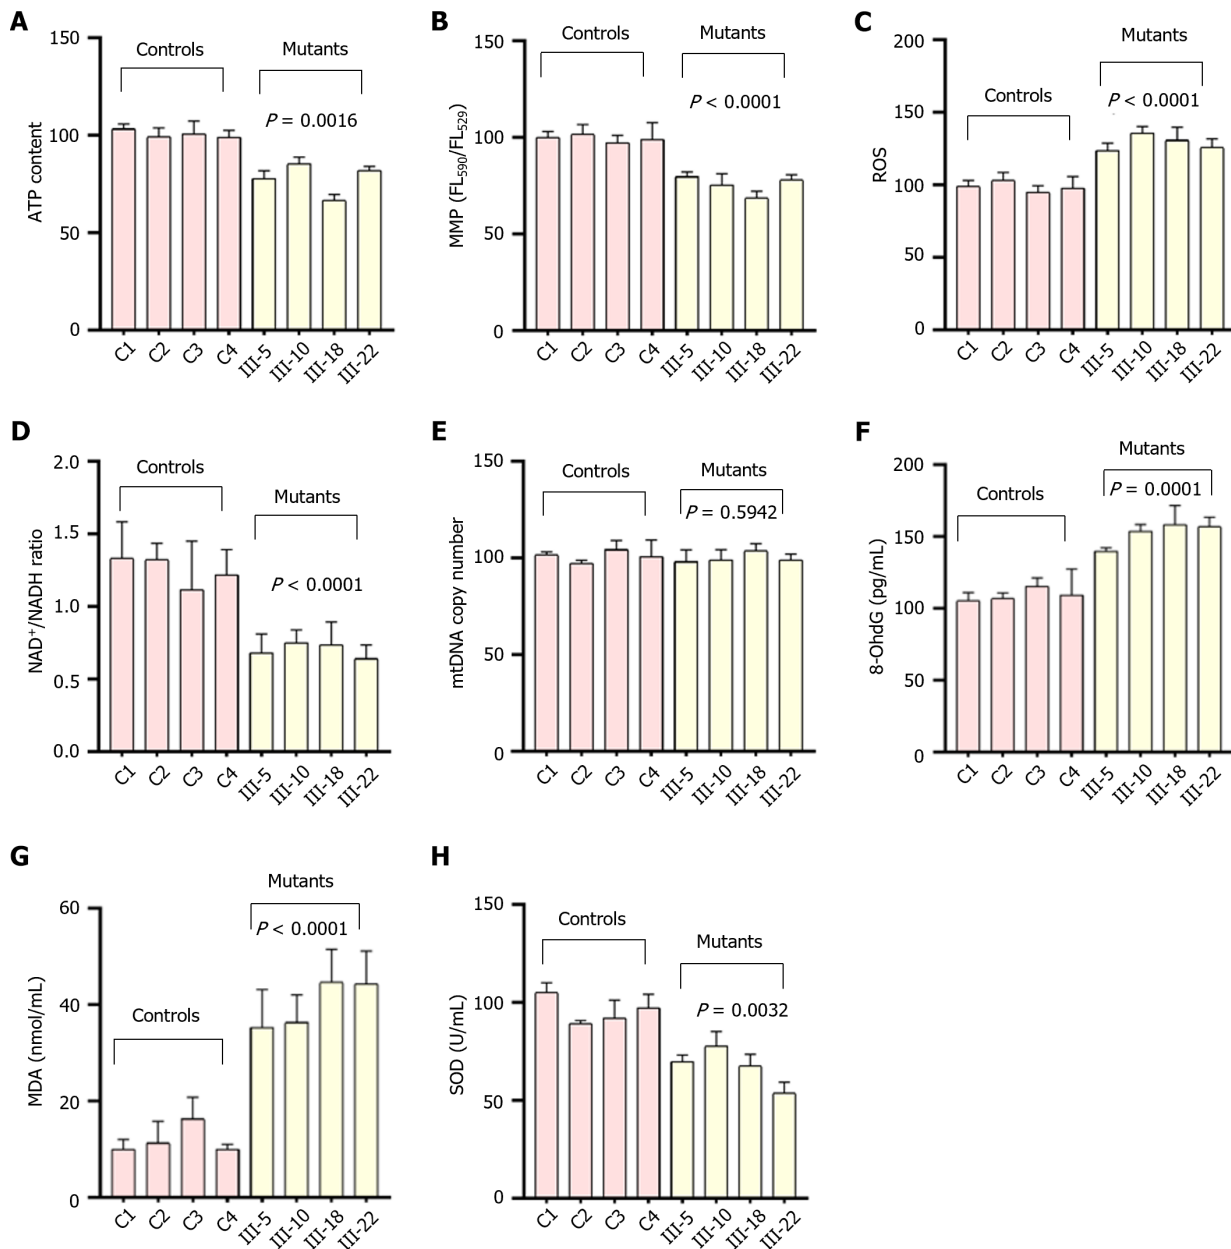 A
ATP content
150
100
50
0
Controls
Mutants
P = 0.0016
C1 C2 C3 C4 III-5 III-10 III-18 III-22
B
MMP (FL590/FL529)
150
100
50
0
Controls
Mutants
P < 0.0001
C1 C2 C3 C4 III-5 III-10 III-18 III-22
C
ROS
200
150
100
50
0
Controls
Mutants
P < 0.0001
C1 C2 C3 C4 III-5 III-10 III-18 III-22
D
NAD+/NADH ratio
2.0
1.5
1.0
0.5
0.0
Controls
Mutants
P < 0.0001
C1 C2 C3 C4 III-5 III-10 III-18 III-22
E
mtDNA copy number
150
100
50
0
Controls
Mutants
P = 0.5942
C1 C2 C3 C4 III-5 III-10 III-18 III-22
F
8-OhdG (pg/mL)
200
150
100
50
0
Controls
Mutants
P = 0.0001
C1 C2 C3 C4 III-5 III-10 III-18 III-22
G
MDA (nmol/mL)
60
40
20
0
Controls
Mutants
P < 0.0001
C1 C2 C3 C4 III-5 III-10 III-18 III-22
H
SOD (U/mL)
150
100
50
0
Controls
Mutants
P = 0.0032
C1 C2 C3 C4 III-5 III-10 III-18 III-22